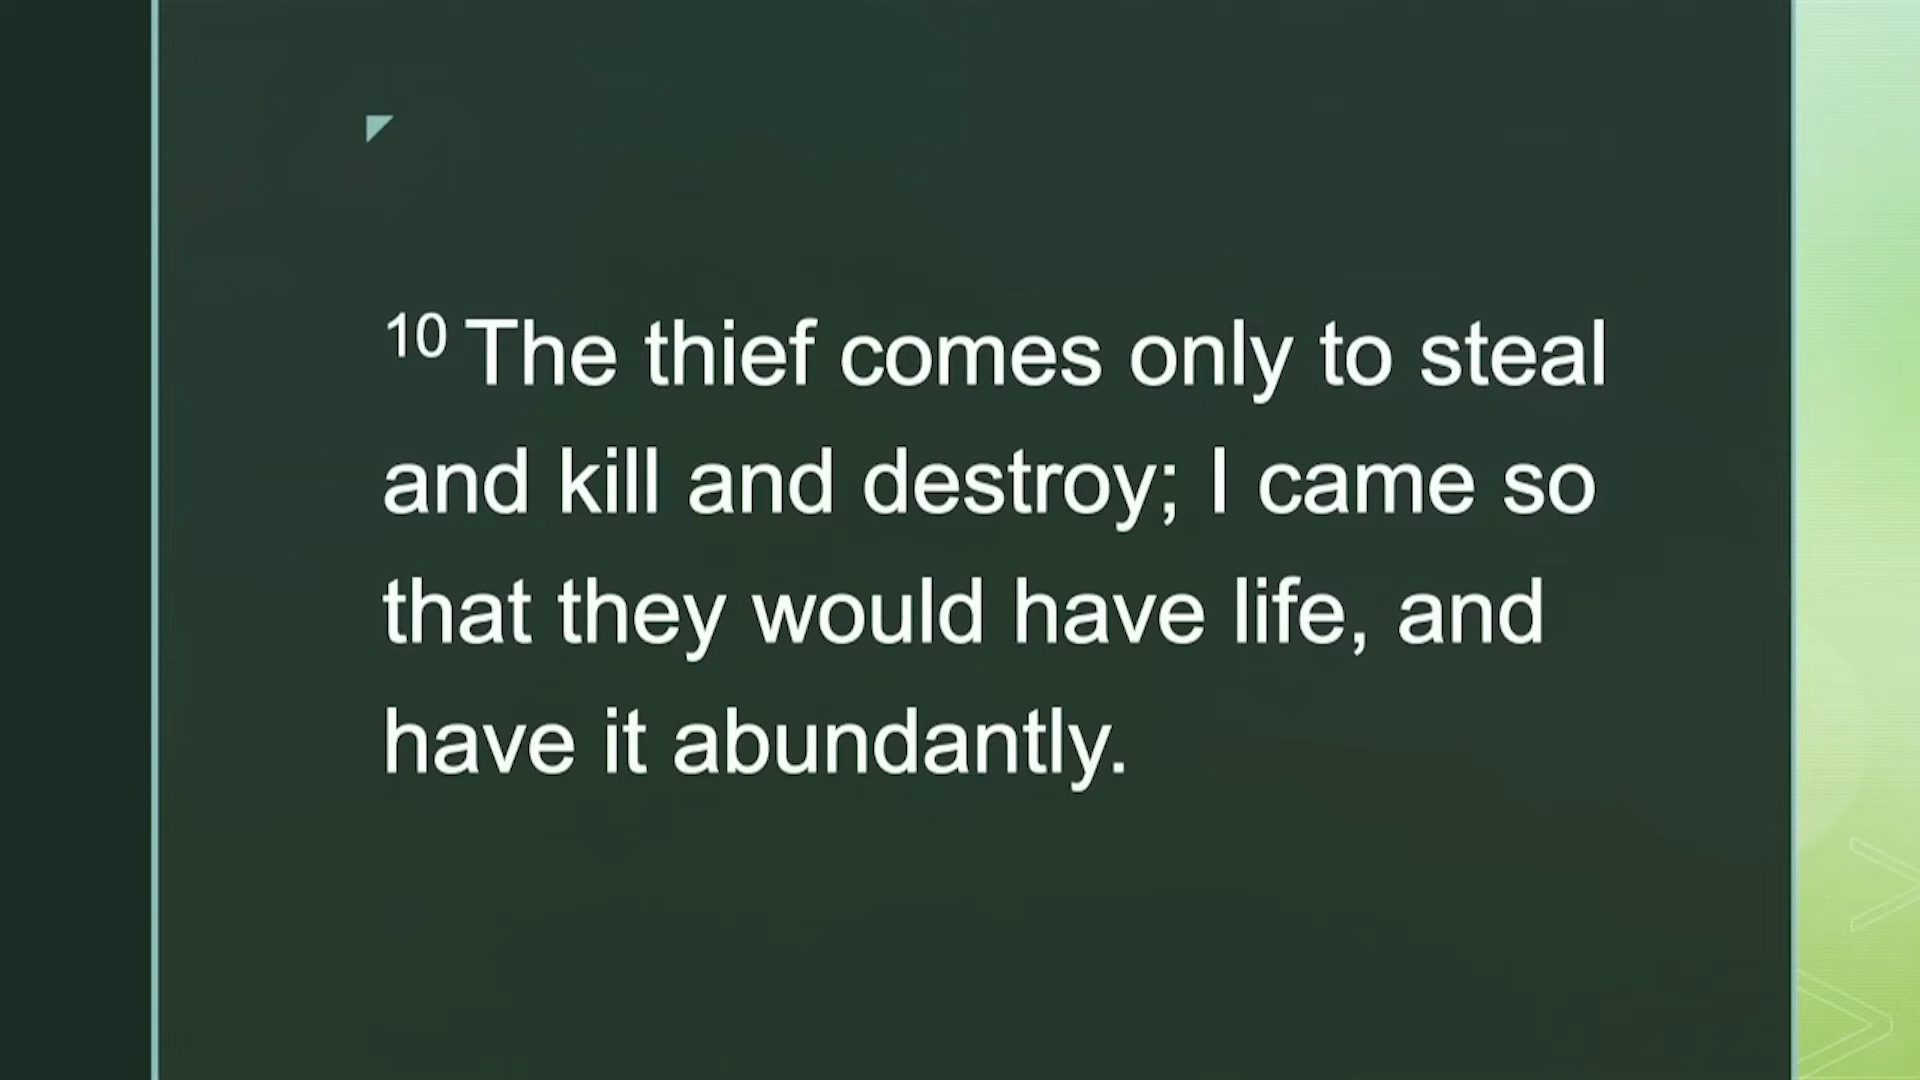 10 The thief comes only to steal
and kill and destroy; I came so
that they would have life, and
have it abundantly.